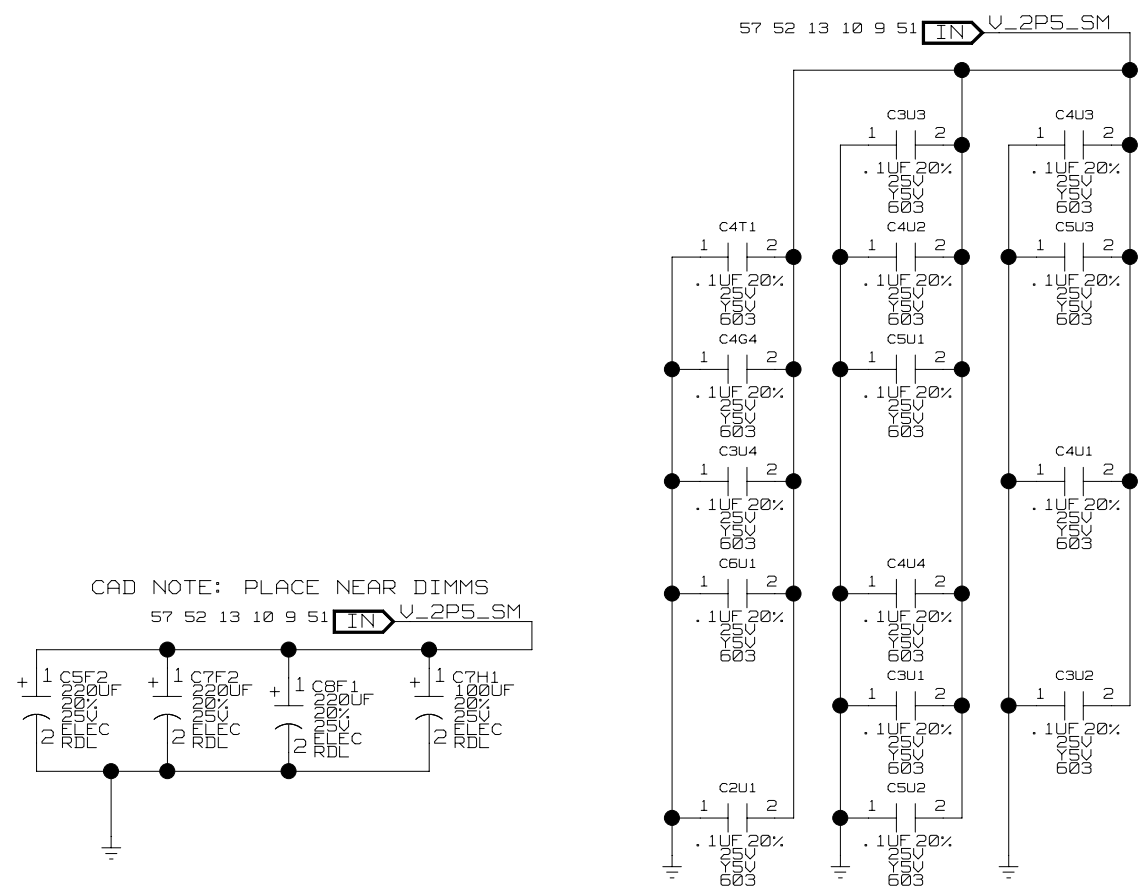 57 52 13 10 9 51 IN V_2P5_SM
C3U3
1 2
.1UF 20%
25V
Y5V
603
C4U3
1 2
.1UF 20%
25V
Y5V
603
C4T1
1 2
.1UF 20%
25V
Y5V
603
C4U2
1 2
.1UF 20%
25V
Y5V
603
C5U3
1 2
.1UF 20%
25V
Y5V
603
C4G4
1 2
.1UF 20%
25V
Y5V
603
C5U1
1 2
.1UF 20%
25V
Y5V
603
C3U4
1 2
.1UF 20%
25V
Y5V
603
C4U1
1 2
.1UF 20%
25V
Y5V
603
C6U1
1 2
.1UF 20%
25V
Y5V
603
C4U4
1 2
.1UF 20%
25V
Y5V
603
C3U1
1 2
.1UF 20%
25V
Y5V
603
C3U2
1 2
.1UF 20%
25V
Y5V
603
C2U1
1 2
.1UF 20%
25V
Y5V
603
C5U2
1 2
.1UF 20%
25V
Y5V
603
CAD NOTE: PLACE NEAR DIMMS
57 52 13 10 9 51 IN V_2P5_SM
+ 1 C5F2
220UF
20%
25V
ELEC
2 RDL
+ 1 C7F2
220UF
20%
25V
ELEC
2 RDL
+ 1 C8F1
220UF
20%
25V
ELEC
2 RDL
+ 1 C7H1
100UF
20%
25V
ELEC
2 RDL